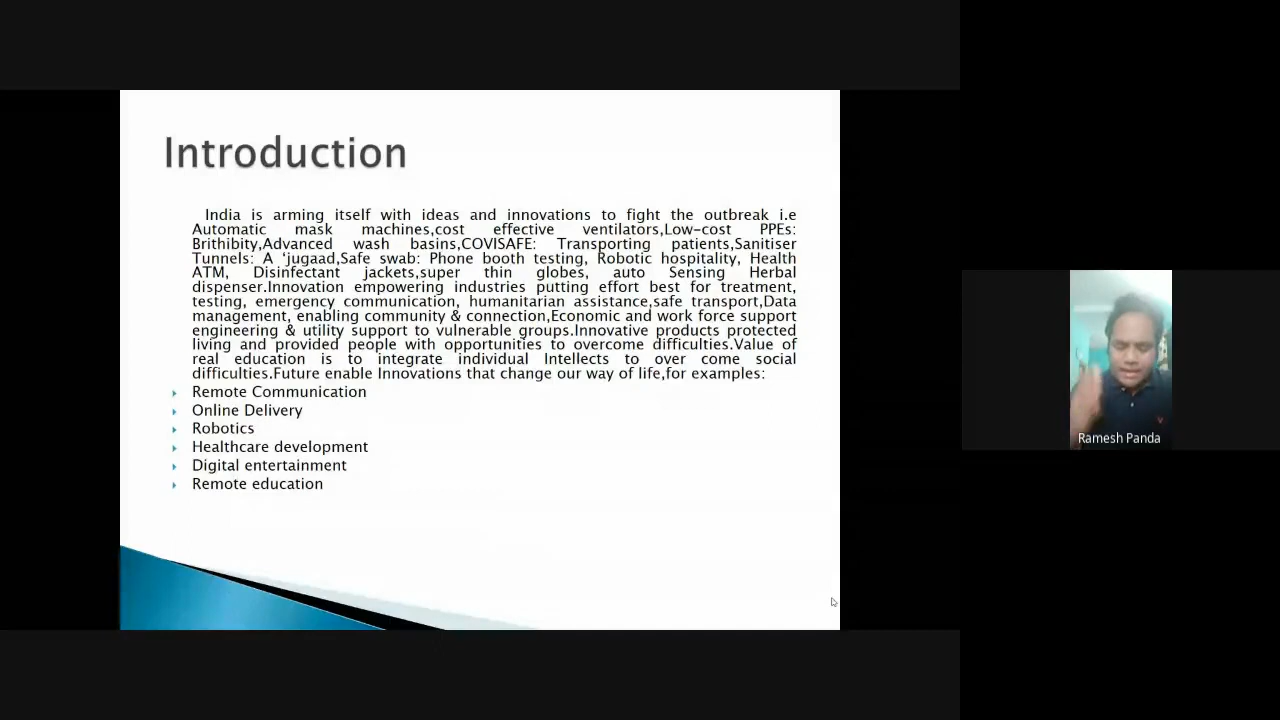 Introduction
India is arming itself with ideas and innovations to fight the outbreak i.e
Automatic mask machines,cost effective ventilators,Low-cost PPEs:
Brithibity,Advanced wash basins,COVISAFE: Transporting patients,Sanitiser
Tunnels: A ‘jugaad,Safe swab: Phone booth testing, Robotic hospitality, Health
ATM, Disinfectant jackets,super thin globes, auto Sensing Herbal
dispenser.Innovation empowering industries putting effort best for treatment,
testing, emergency communication, humanitarian assistance,safe transport,Data
management, enabling community & connection,Economic and work force support
engineering & utility support to vulnerable groups.Innovative products protected
living and provided people with opportunities to overcome difficulties.Value of
real education is to integrate individual Intellects to over come social
difficulties.Future enable Innovations that change our way of life,for examples:
Remote Communication
Online Delivery
Robotics
Healthcare development
Digital entertainment
Remote education
Ramesh Panda